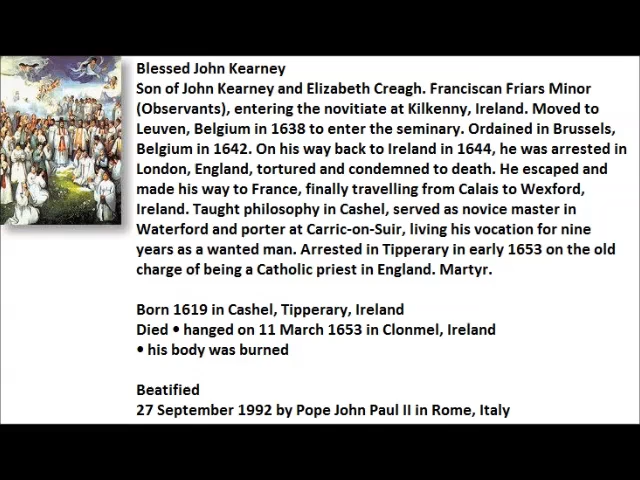 Blessed John Kearney
Son of John Kearney and Elizabeth Creagh. Franciscan Friars Minor
(Observants), entering the novitiate at Kilkenny, Ireland. Moved to
Leuven, Belgium in 1638 to enter the seminary. Ordained in Brussels,
Belgium in 1642. On his way back to Ireland in 1644, he was arrested in
London, England, tortured and condemned to death. He escaped and
made his way to France, finally travelling from Calais to Wexford,
Ireland. Taught philosophy in Cashel, served as novice master in
Waterford and porter at Carric-on-Suir, living his vocation for nine
years as a wanted man. Arrested in Tipperary in early 1653 on the old
charge of being a Catholic priest in England. Martyr.
Born 1619 in Cashel, Tipperary, Ireland
Died • hanged on 11 March 1653 in Clonmel, Ireland
• his body was burned
Beatified
27 September 1992 by Pope John Paul II in Rome, Italy